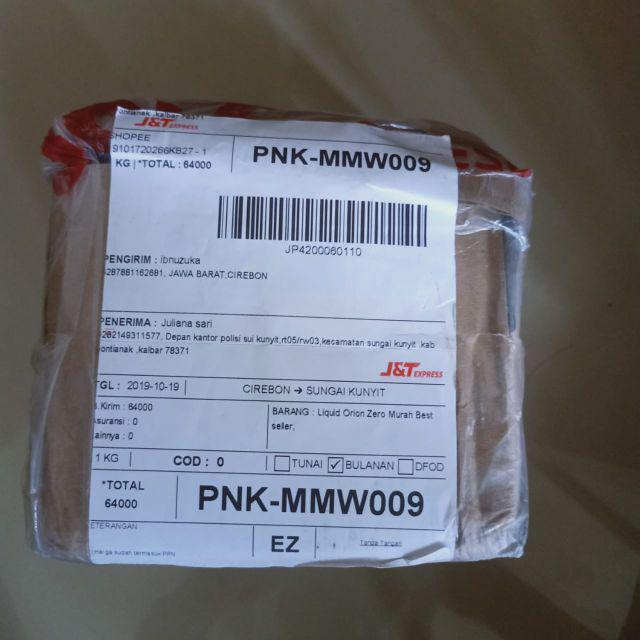 ontianak ,kalbar 78371
J&T EXPRESS
SHOPEE
9101720266KB27 - 1
KG | *TOTAL : 64000
PNK-MMW009
JP4200060110
PENGIRIM : ibnuzuka
6287881162681, JAWA BARAT,CIREBON
PENERIMA : Juliana sari
6282149311577, Depan kantor polisi sui kunyit,rt05/rw03,kecamatan sungai kunyit ,kab
pontianak ,kalbar 78371
J&T EXPRESS
TGL : 2019-10-19
CIREBON → SUNGAI KUNYIT
B.Kirim : 64000
Asuransi : 0
Lainnya : 0
BARANG : Liquid Orion Zero Murah Best
seller,
1 KG
COD : 0
TUNAI BULANAN DFOD
*TOTAL
64000
PNK-MMW009
KETERANGAN
EZ
Tanda Tangan
harga sudah termasuk PPN